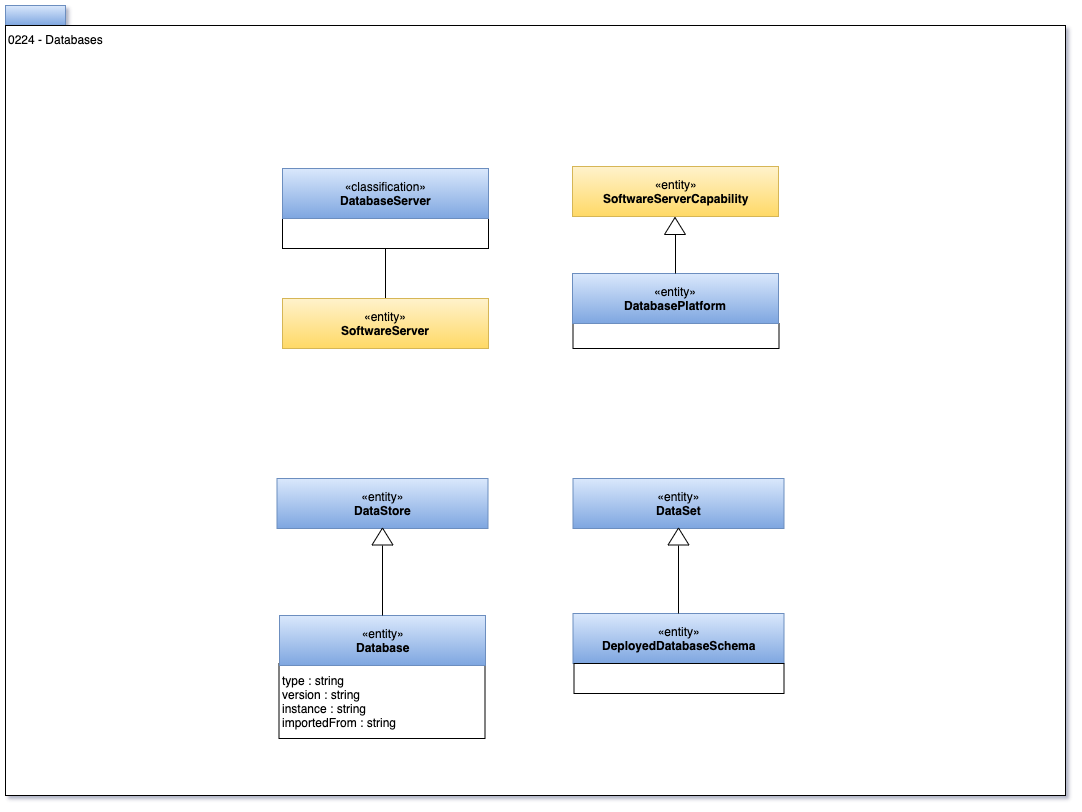 0224 - Databases
«classification»
DatabaseServer
«entity»
SoftwareServerCapability
«entity»
SoftwareServer
«entity»
DatabasePlatform
«entity»
DataStore
«entity»
DataSet
«entity»
Database
type : string
version : string
instance : string
importedFrom : string
«entity»
DeployedDatabaseSchema